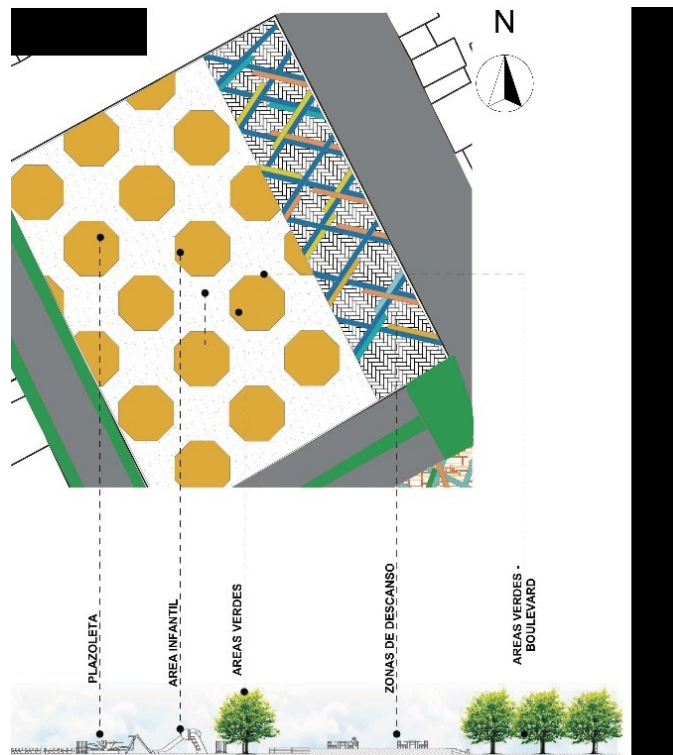 N
PLAZOLETA
AREA INFANTIL
AREAS VERDES
ZONAS DE DESCANSO
AREAS VERDES -
BOULEVARD